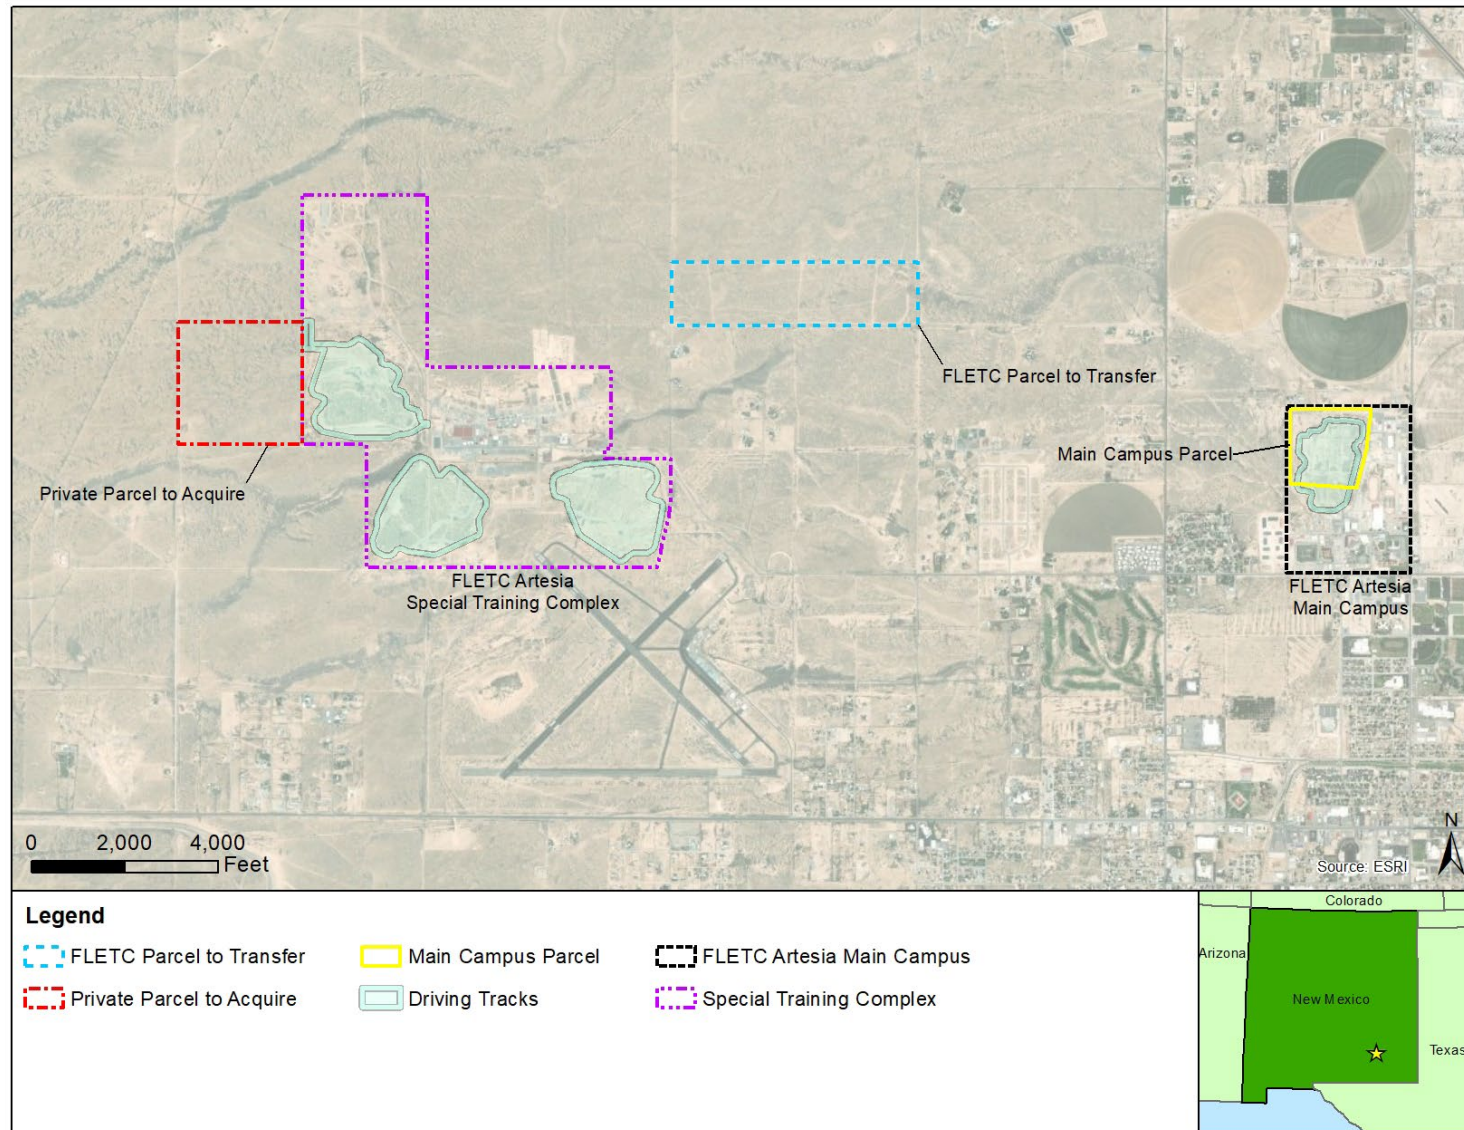 FLETC Parcel to Transfer
Main Campus Parcel
Private Parcel to Acquire
FLETC Artesia
Special Training Complex
FLETC Artesia
Main Campus
0 2,000 4,000
Feet
N
Source: ESRI
Legend
FLETC Parcel to Transfer
Main Campus Parcel
FLETC Artesia Main Campus
Private Parcel to Acquire
Driving Tracks
Special Training Complex
Colorado
Arizona
New Mexico
Texas